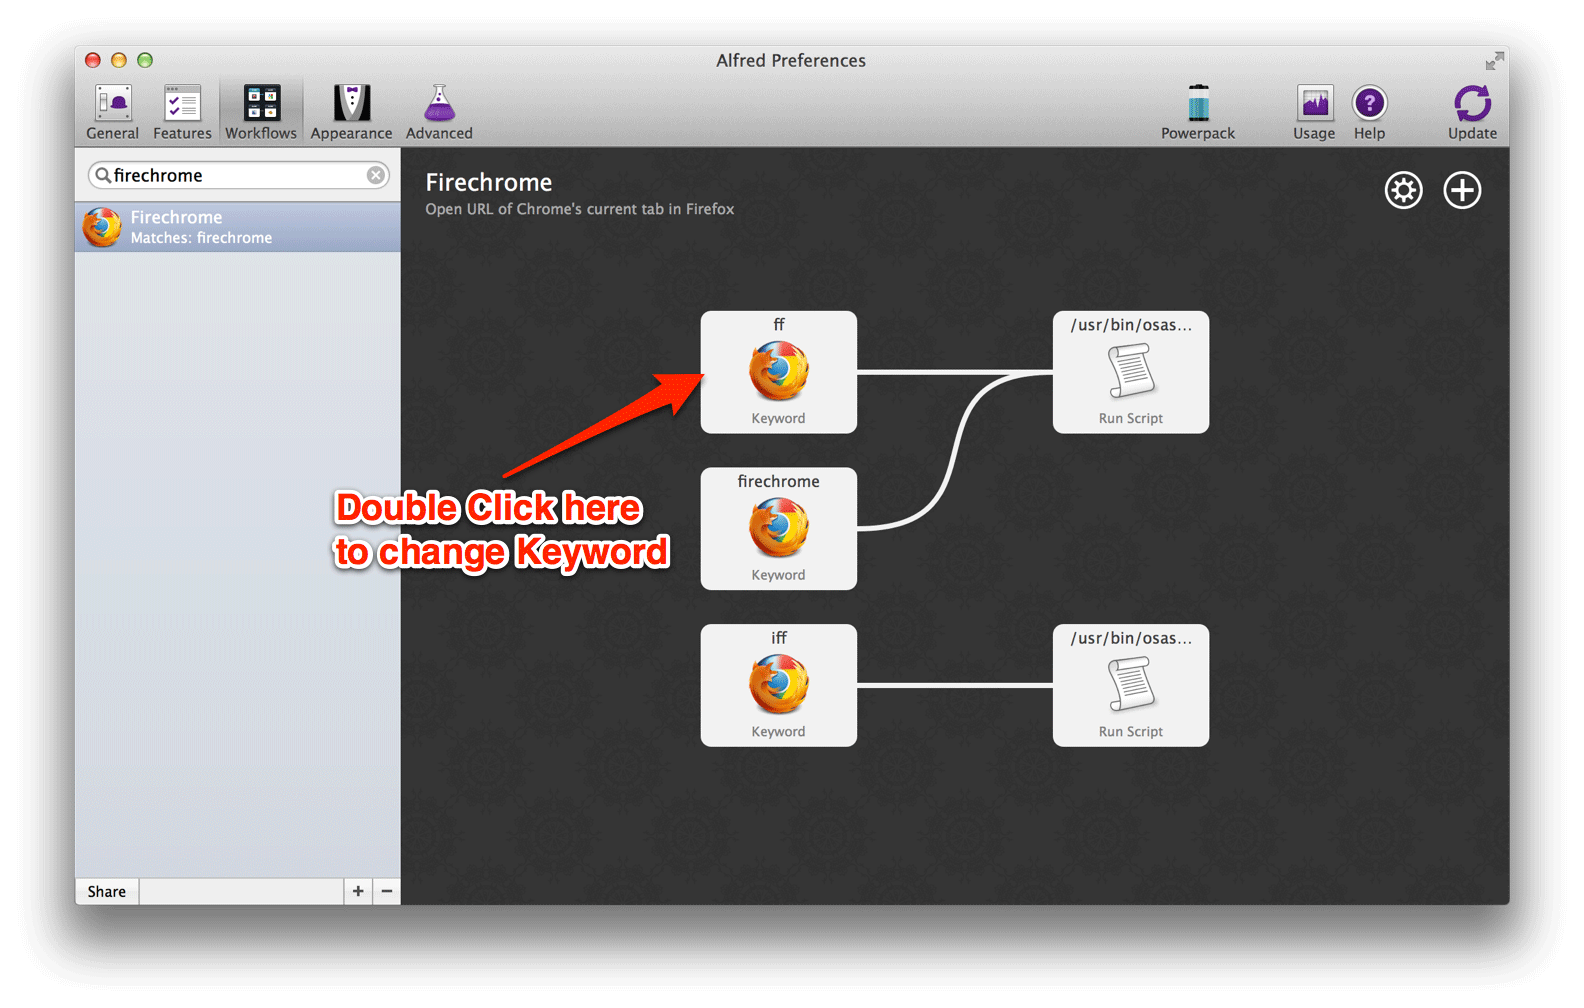 Alfred Preferences
General Features Workflows Appearance Advanced Powerpack Usage Help Update
firechrome
Firechrome
Matches: firechrome
Firechrome
Open URL of Chrome's current tab in Firefox
ff
Keyword
/usr/bin/osas...
Run Script
Double Click here
to change Keyword
firechrome
Keyword
iff
Keyword
/usr/bin/osas...
Run Script
Share